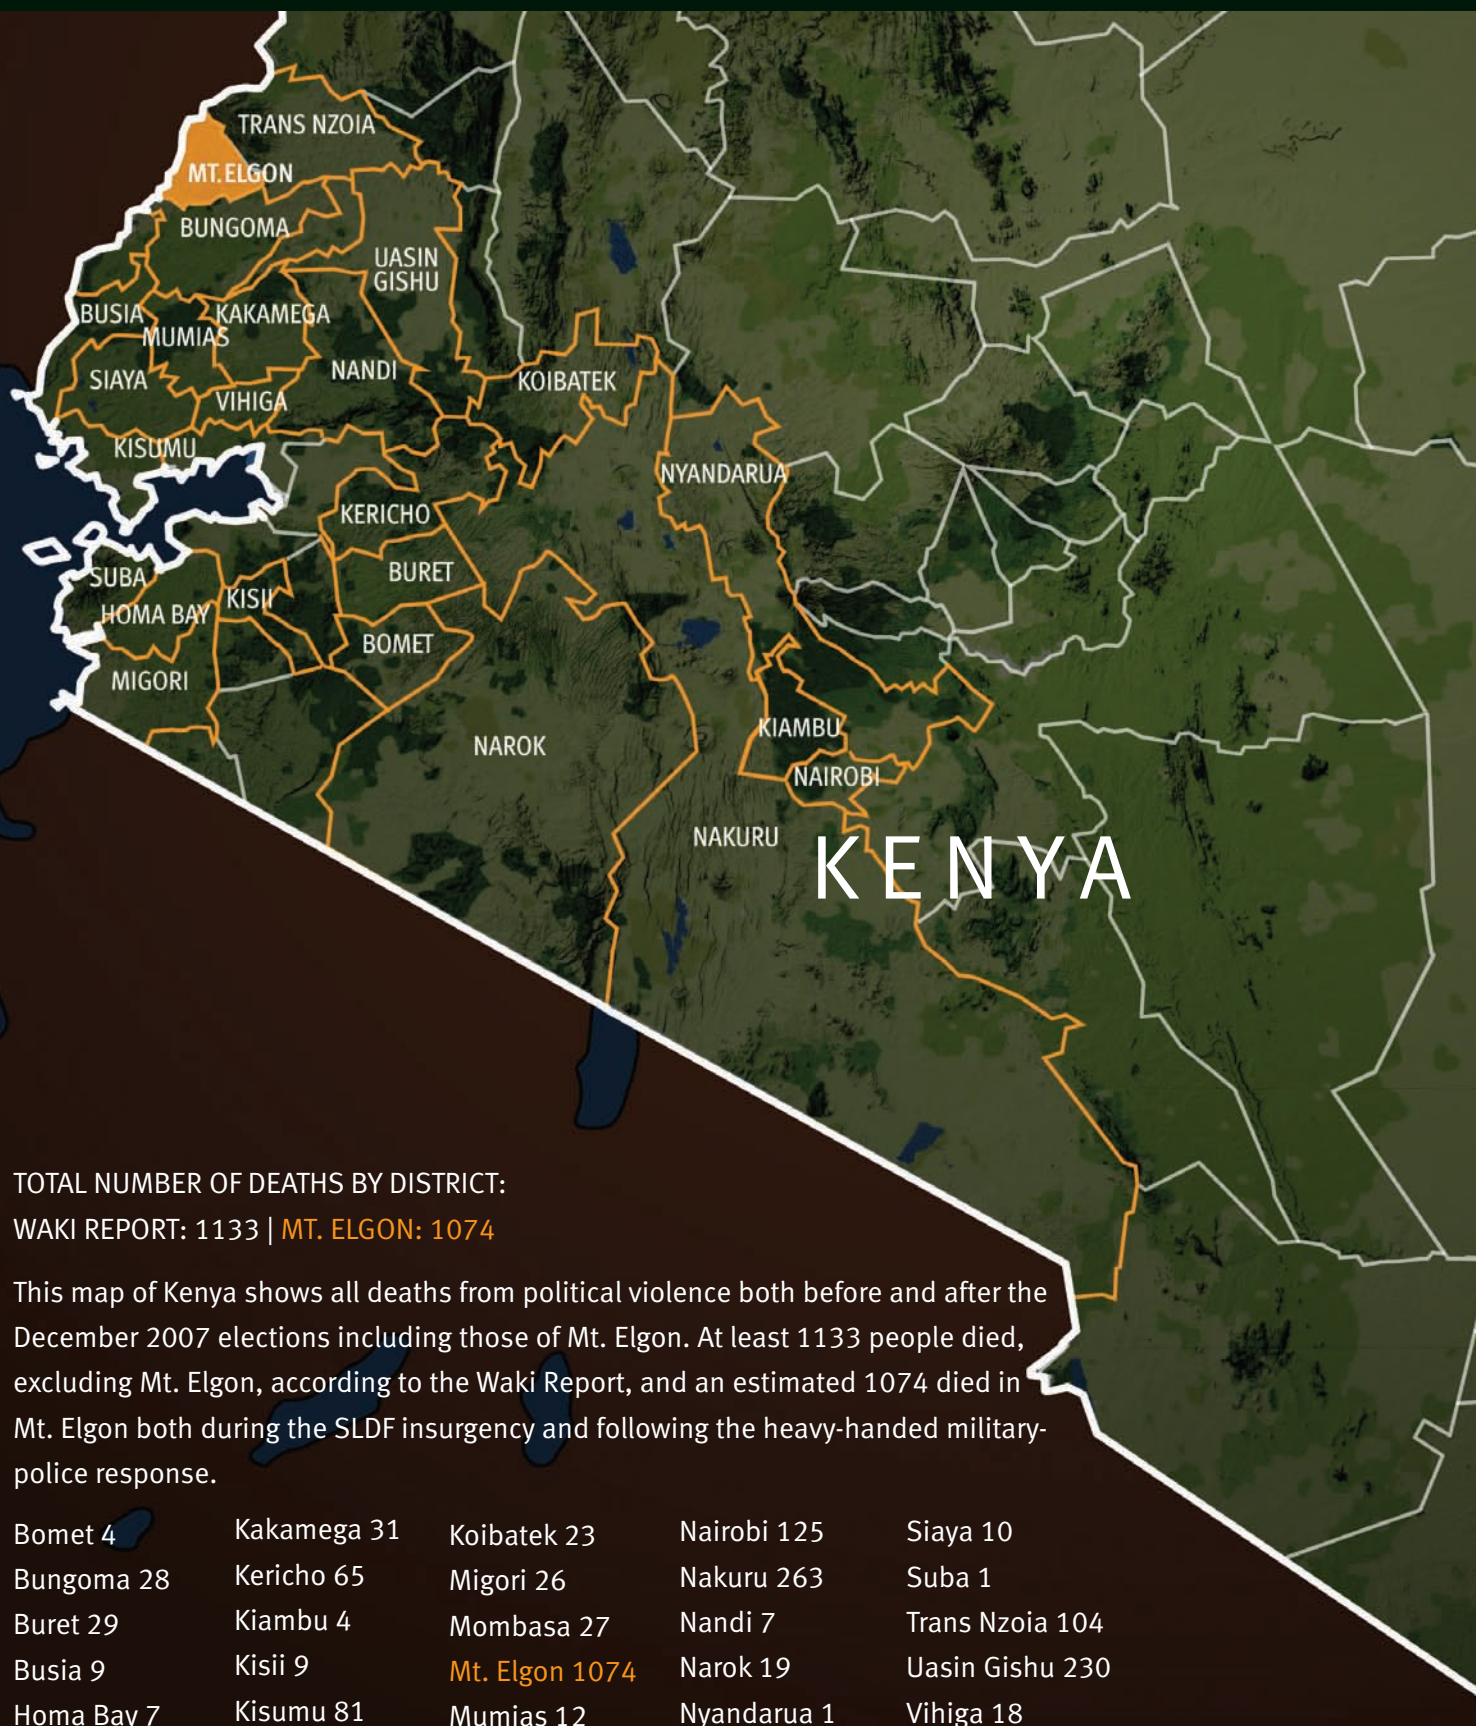 TRANS NZOIA
MT. ELGON
BUNGOMA
UASIN
GISHU
BUSIA
KAKAMEGA
MUMIAS
SIAYA
NANDI
KOIBATEK
VIHIGA
KISUMU
NYANDARUA
KERICHO
SUBA
BURET
HOMA BAY
KISII
BOMET
MIGORI
NAROK
KIAMBU
NAIROBI
NAKURU
KENYA
TOTAL NUMBER OF DEATHS BY DISTRICT:
WAKI REPORT: 1133 | MT. ELGON: 1074
This map of Kenya shows all deaths from political violence both before and after the
December 2007 elections including those of Mt. Elgon. At least 1133 people died,
excluding Mt. Elgon, according to the Waki Report, and an estimated 1074 died in
Mt. Elgon both during the SLDF insurgency and following the heavy-handed military-
police response.
Bomet 4
Bungoma 28
Buret 29
Busia 9
Homa Bay 7
Kakamega 31
Kericho 65
Kiambu 4
Kisii 9
Kisumu 81
Koibatek 23
Migori 26
Mombasa 27
Mt. Elgon 1074
Mumias 12
Nairobi 125
Nakuru 263
Nandi 7
Narok 19
Nyandarua 1
Siaya 10
Suba 1
Trans Nzoia 104
Uasin Gishu 230
Vihiga 18